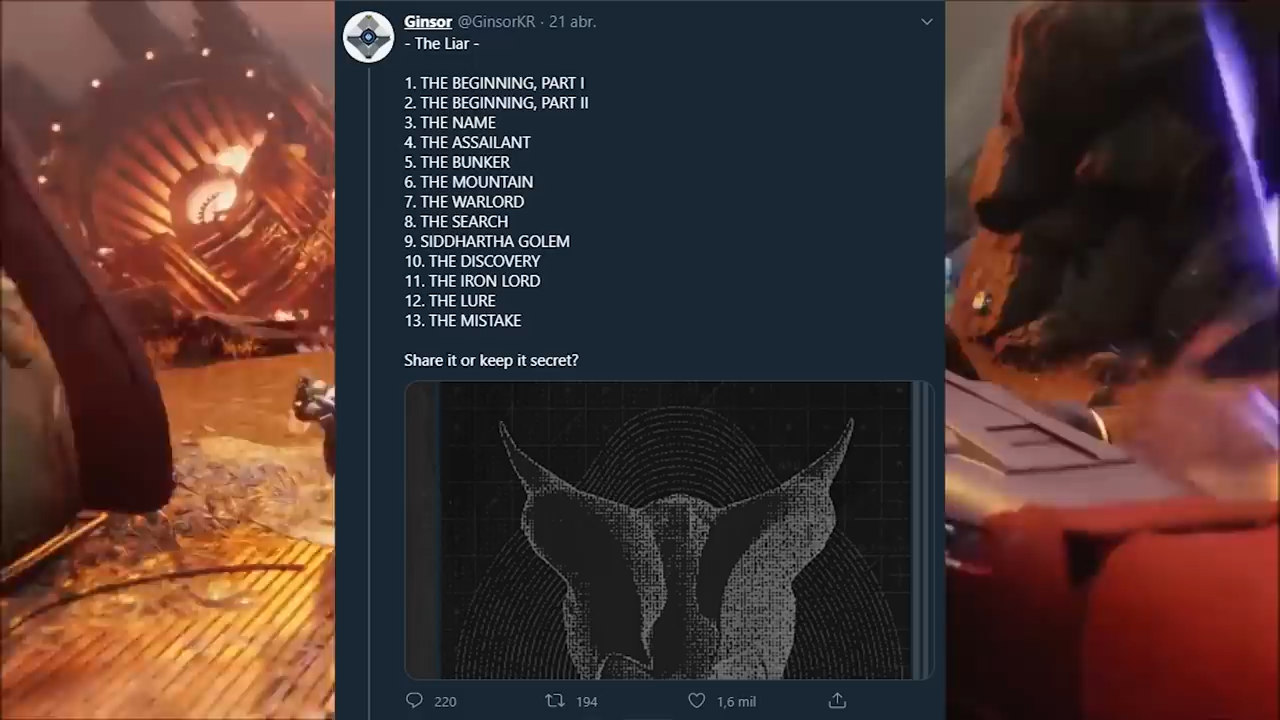 Ginsor @GinsorKR · 21 abr.
- The Liar -
1. THE BEGINNING, PART I
2. THE BEGINNING, PART II
3. THE NAME
4. THE ASSAILANT
5. THE BUNKER
6. THE MOUNTAIN
7. THE WARLORD
8. THE SEARCH
9. SIDDHARTHA GOLEM
10. THE DISCOVERY
11. THE IRON LORD
12. THE LURE
13. THE MISTAKE
Share it or keep it secret?
220 194 1,6 mil